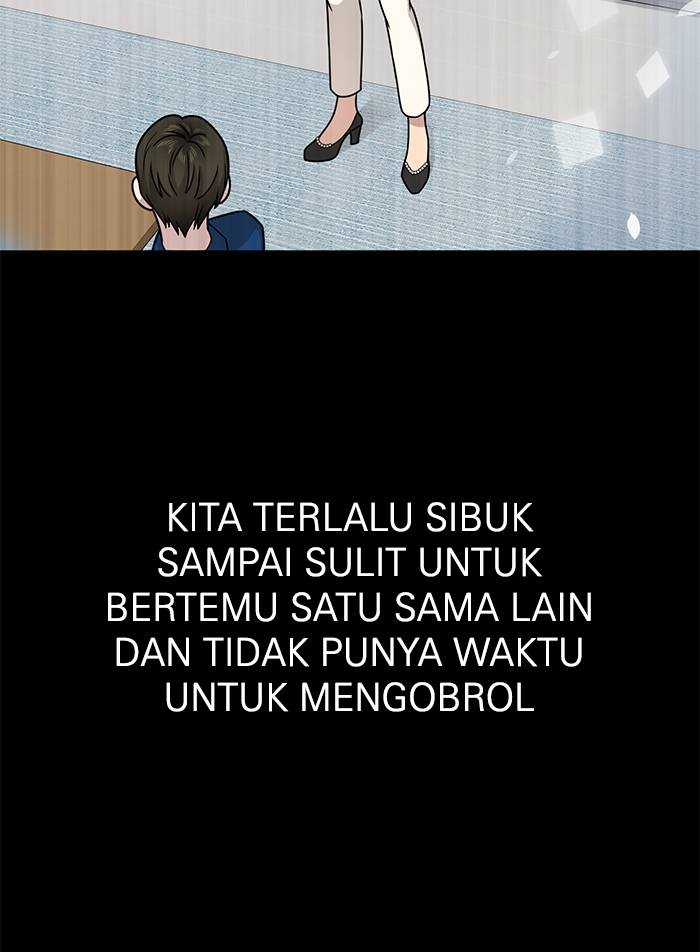 KITA TERLALU SIBUK
SAMPAI SULIT UNTUK
BERTEMU SATU SAMA LAIN
DAN TIDAK PUNYA WAKTU
UNTUK MENGOBROL